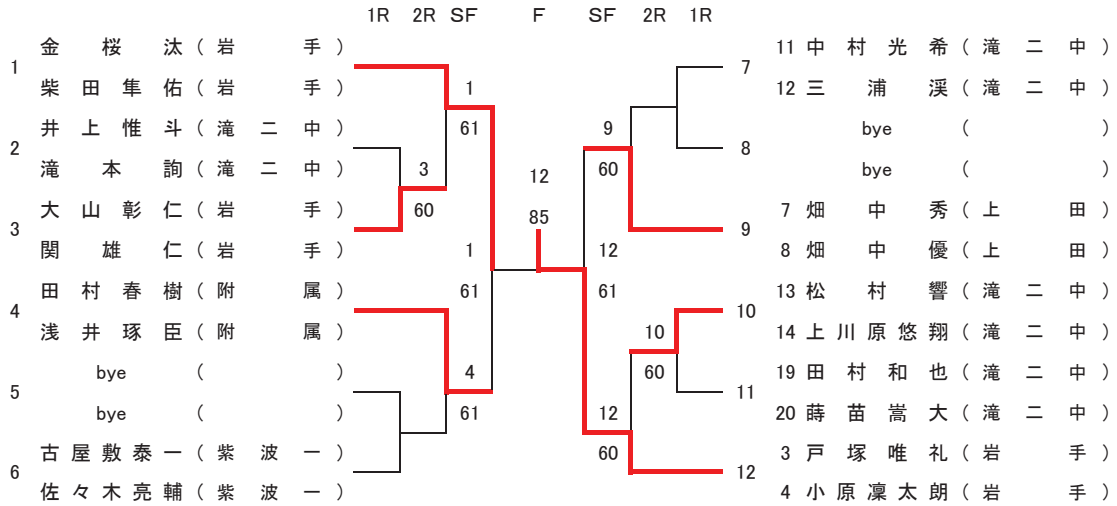 1R 2R SF F SF 2R 1R
金 桜 汰 ( 岩 手 )
1
柴 田 隼 佑 ( 岩 手 )
井 上 惟 斗 ( 滝 二 中 )
2
滝 本 詢 ( 滝 二 中 )
大 山 彰 仁 ( 岩 手 )
3
関 雄 仁 ( 岩 手 )
田 村 春 樹 ( 附 属 )
4
浅 井 琢 臣 ( 附 属 )
bye ( )
5
bye ( )
古 屋 敷 泰 一 ( 紫 波 一 )
6
佐 々 木 亮 輔 ( 紫 波 一 )
1
61
3
60
1
61
4
61
12
85
9
60
12
61
10
60
12
60
11 中 村 光 希 ( 滝 二 中 )
7
12 三 浦 渓 ( 滝 二 中 )
bye ( )
8
bye ( )
7 畑 中 秀 ( 上 田 )
9
8 畑 中 優 ( 上 田 )
13 松 村 響 ( 滝 二 中 )
10
14 上 川 原 悠 翔 ( 滝 二 中 )
19 田 村 和 也 ( 滝 二 中 )
11
20 蒔 苗 嵩 大 ( 滝 二 中 )
3 戸 塚 唯 礼 ( 岩 手 )
12
4 小 原 凜 太 朗 ( 岩 手 )